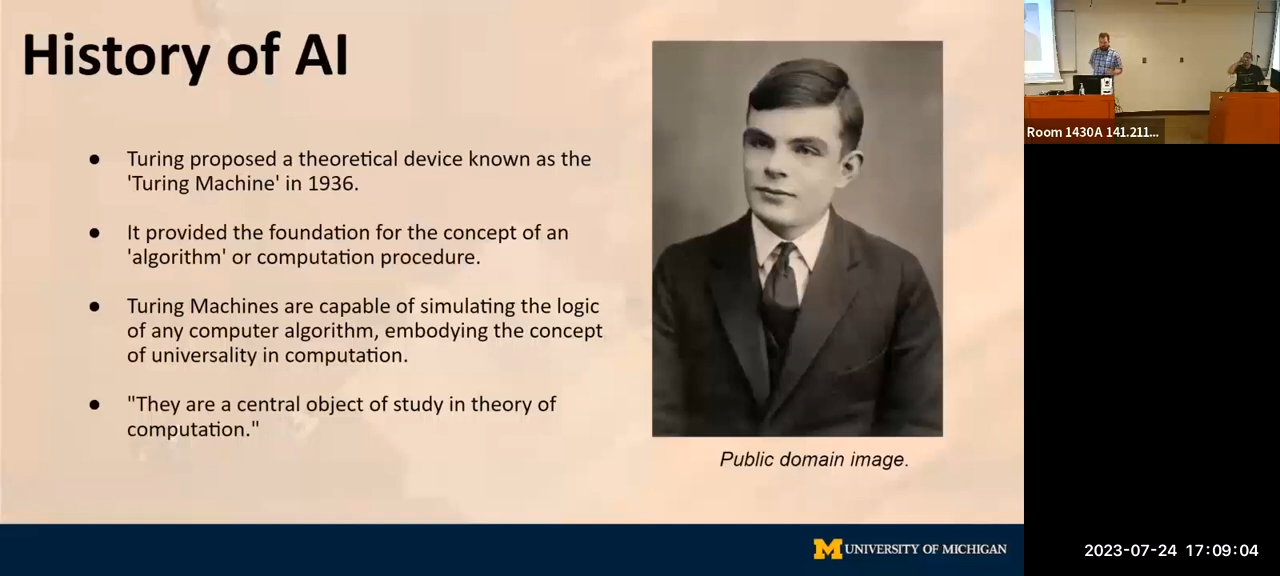 History of AI
● Turing proposed a theoretical device known as the
'Turing Machine' in 1936.
● It provided the foundation for the concept of an
'algorithm' or computation procedure.
● Turing Machines are capable of simulating the logic
of any computer algorithm, embodying the concept
of universality in computation.
● "They are a central object of study in theory of
computation."
Public domain image.
M UNIVERSITY OF MICHIGAN
Room 1430A 141.211...
2023-07-24 17:09:04